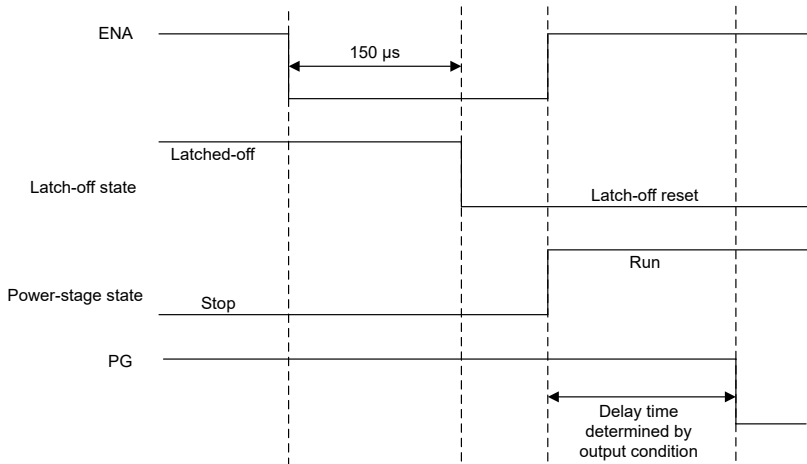 ENA
150 µs
Latched-off
Latch-off state
Latch-off reset
Run
Power-stage state
Stop
PG
Delay time
determined by
output condition